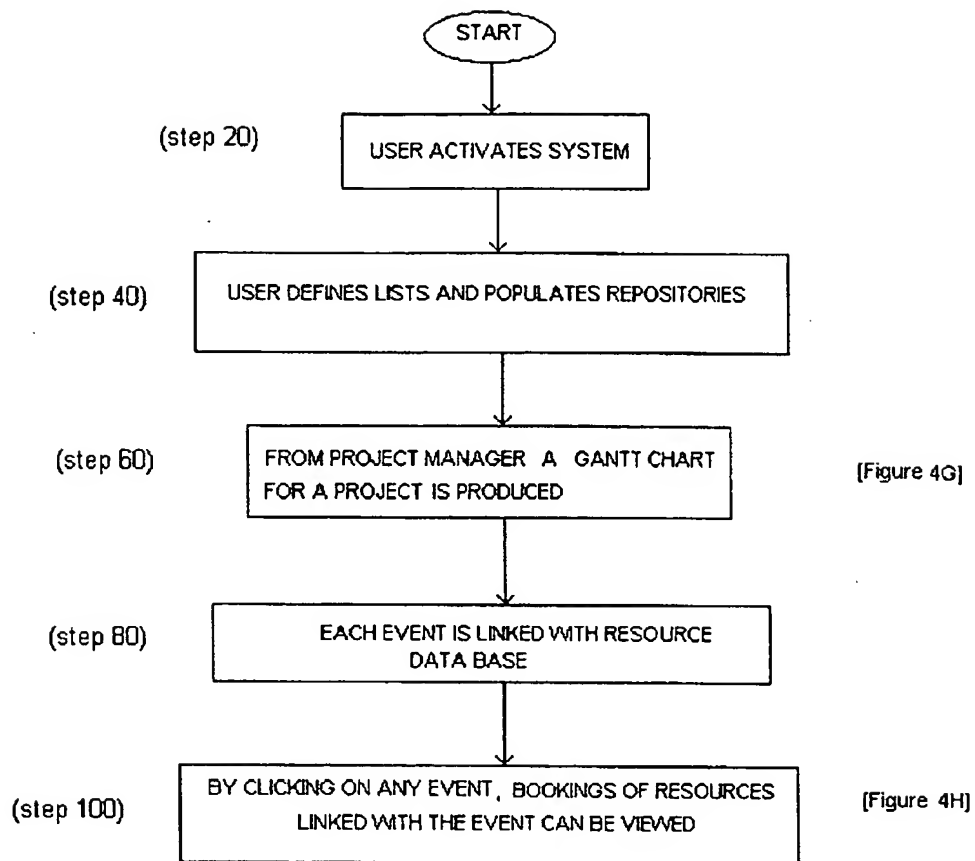 START
(step 20)
USER ACTIVATES SYSTEM
(step 40)
USER DEFINES LISTS AND POPULATES REPOSITORIES
(step 60)
FROM PROJECT MANAGER A GANTT CHART
FOR A PROJECT IS PRODUCED
[Figure 4G]
(step 80)
EACH EVENT IS LINKED WITH RESOURCE
DATA BASE
(step 100)
BY CLICKING ON ANY EVENT, BOOKINGS OF RESOURCES
LINKED WITH THE EVENT CAN BE VIEWED
[Figure 4H]